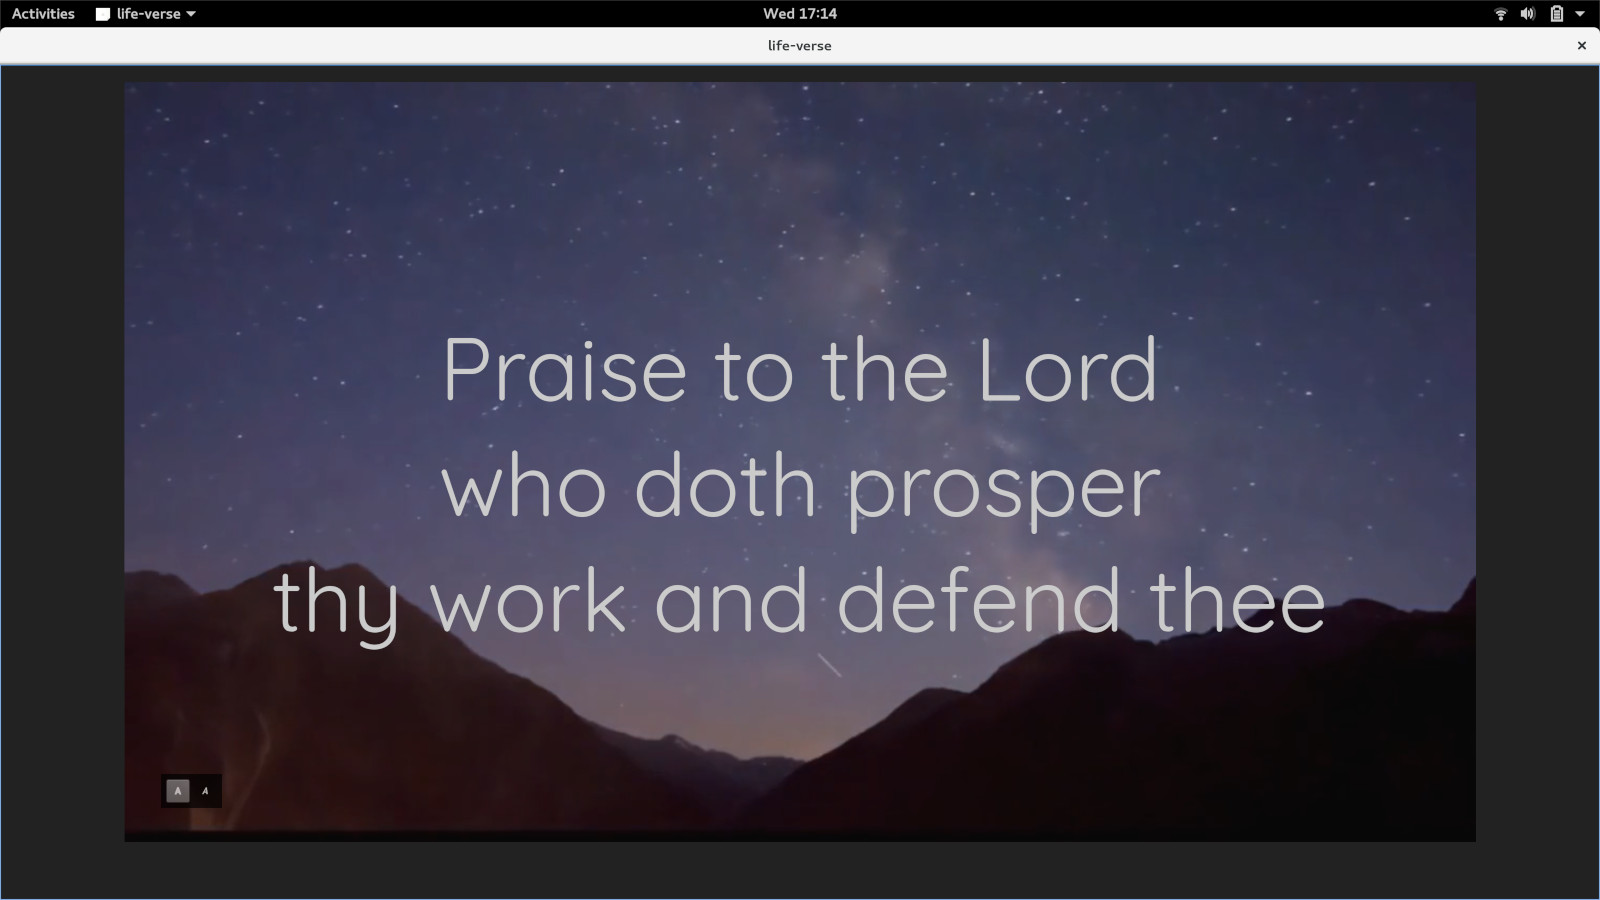 Activities life-verse Wed 17:14
life-verse ×
Praise to the Lord
who doth prosper
thy work and defend thee
A A